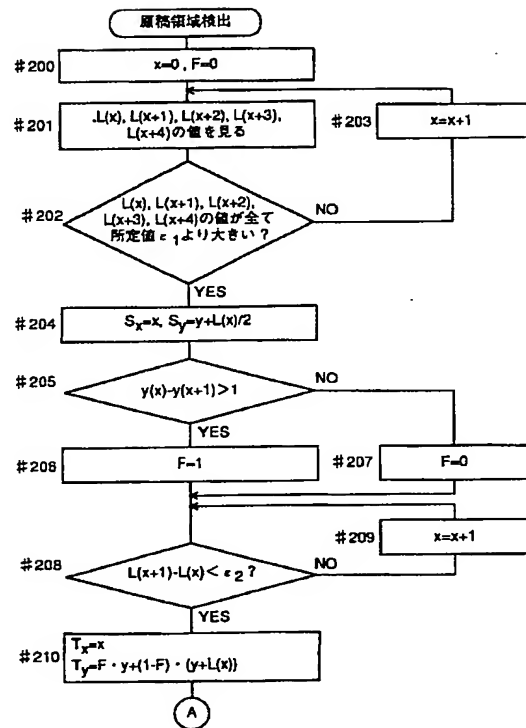 原稿領域検出
#200
x=0 , F=0
#201
.L(x), L(x+1), L(x+2), L(x+3),
L(x+4)の値を見る
#203
x=x+1
#202
L(x), L(x+1), L(x+2),
L(x+3), L(x+4)の値が全て
所定値ε1より大きい?
NO
YES
#204
Sx=x, Sy=y+L(x)/2
#205
y(x)-y(x+1)>1
NO
YES
#206
F=1
#207
F=0
#209
x=x+1
#208
L(x+1)-L(x)<ε2?
NO
YES
#210
Tx=x
Ty=F・y+(1-F)・{y+L(x)}
A